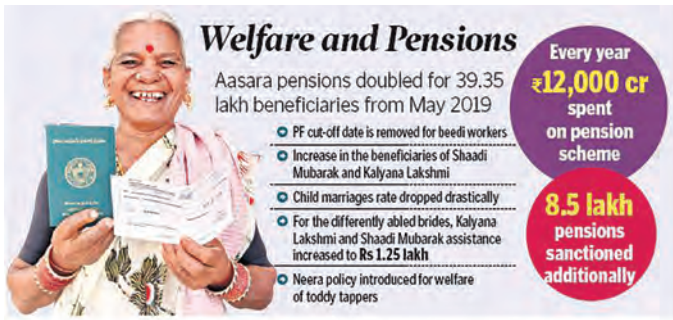 Welfare and Pensions
Aasara pensions doubled for 39.35
lakh beneficiaries from May 2019
PF cut-off date is removed for beedi workers
Increase in the beneficiaries of Shaadi
Mubarak and Kalyana Lakshmi
Child marriages rate dropped drastically
For the differently abled brides, Kalyana
Lakshmi and Shaadi Mubarak assistance
increased to Rs 1.25 lakh
Neera policy introduced for welfare
of toddy tappers
Every year
₹12,000 cr
spent
on pension
scheme
8.5 lakh
pensions
sanctioned
additionally